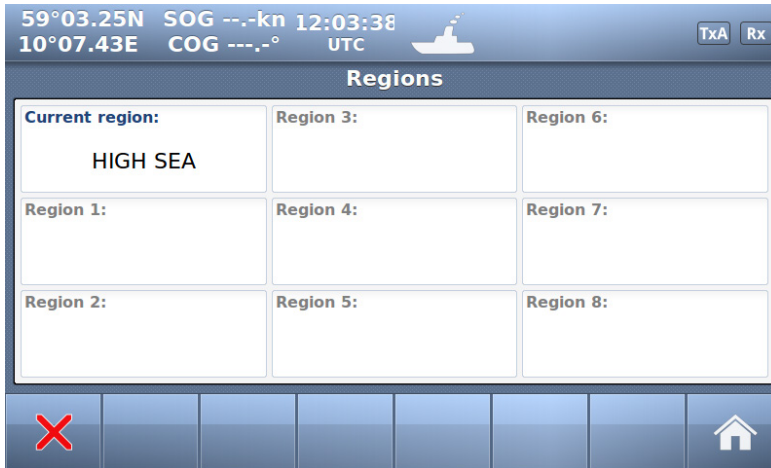 59°03.25N SOG --.-kn 12:03:38
10°07.43E COG ---.-° UTC
TxA Rx
Regions
Current region: Region 3: Region 6:
HIGH SEA
Region 1: Region 4: Region 7:
Region 2: Region 5: Region 8: